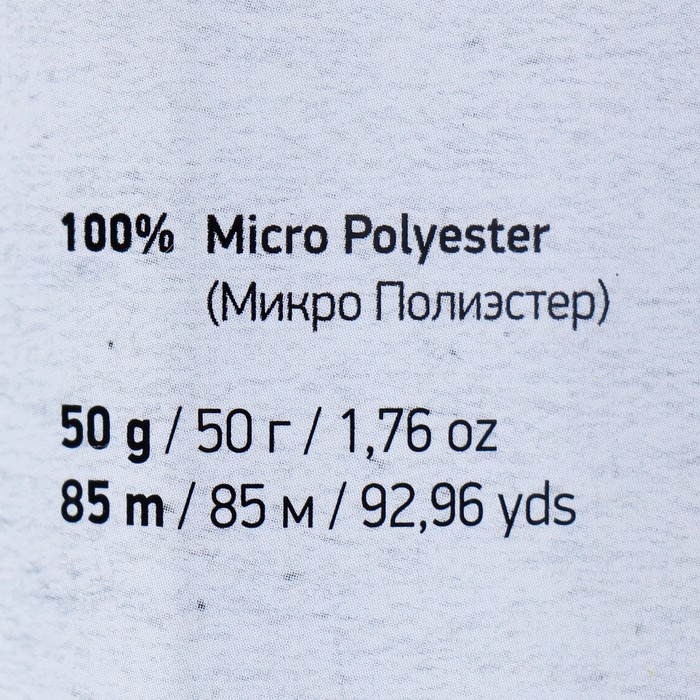 100% Micro Polyester
(Микро Полиэстер)
50 g / 50 г / 1,76 oz
85 m / 85 м / 92,96 yds